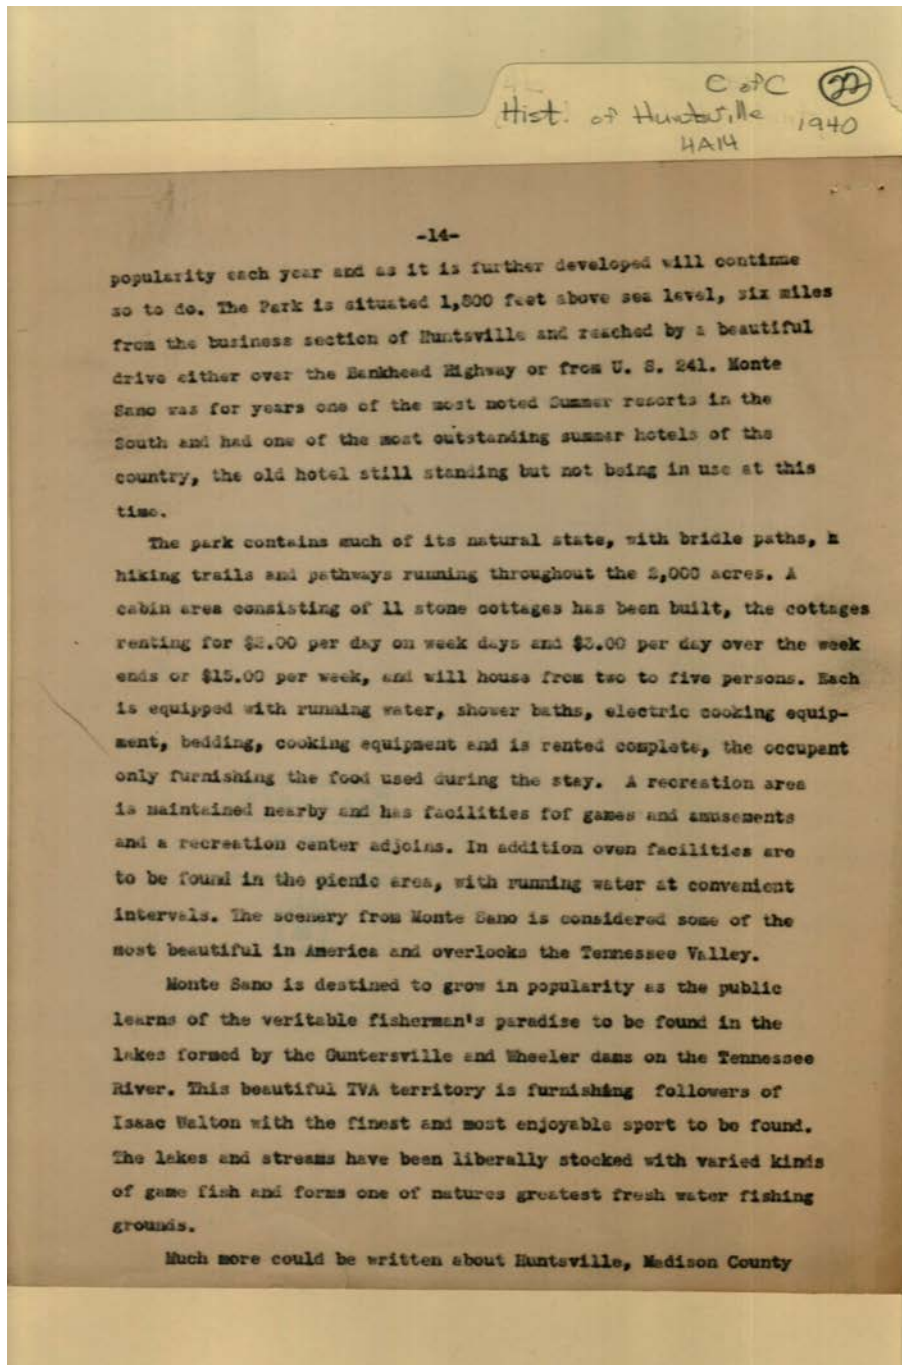 C of C 22
Hist. of Huntsville 1940
4A14
-14-
popularity each year and as it is further developed will continue
so to do. The Park is situated 1,800 feet above sea level, six miles
from the business section of Huntsville and reached by a beautiful
drive either over the Bankhead Highway or from U. S. 241. Monte
Sano was for years one of the most noted Summer resorts in the
South and had one of the most outstanding summer hotels of the
country, the old hotel still standing but not being in use at this
time.
The park contains much of its natural state, with bridle paths, h
hiking trails and pathways running throughout the 2,000 acres. A
cabin area consisting of 11 stone cottages has been built, the cottages
renting for $2.00 per day on week days and $3.00 per day over the week
ends or $15.00 per week, and will house from two to five persons. Each
is equipped with running water, shower baths, electric cooking equip-
ment, bedding, cooking equipment and is rented complete, the occupant
only furnishing the food used during the stay. A recreation area
is maintained nearby and has facilities fof games and amusements
and a recreation center adjoins. In addition oven facilities are
to be found in the picnic area, with running water at convenient
intervals. The scenery from Monte Sano is considered some of the
most beautiful in America and overlooks the Tennessee Valley.
Monte Sano is destined to grow in popularity as the public
learns of the veritable fisherman's paradise to be found in the
lakes formed by the Guntersville and Wheeler dams on the Tennessee
River. This beautiful TVA territory is furnishing followers of
Isaac Walton with the finest and most enjoyable sport to be found.
The lakes and streams have been liberally stocked with varied kinds
of game fish and forms one of natures greatest fresh water fishing
grounds.
Much more could be written about Huntsville, Madison County